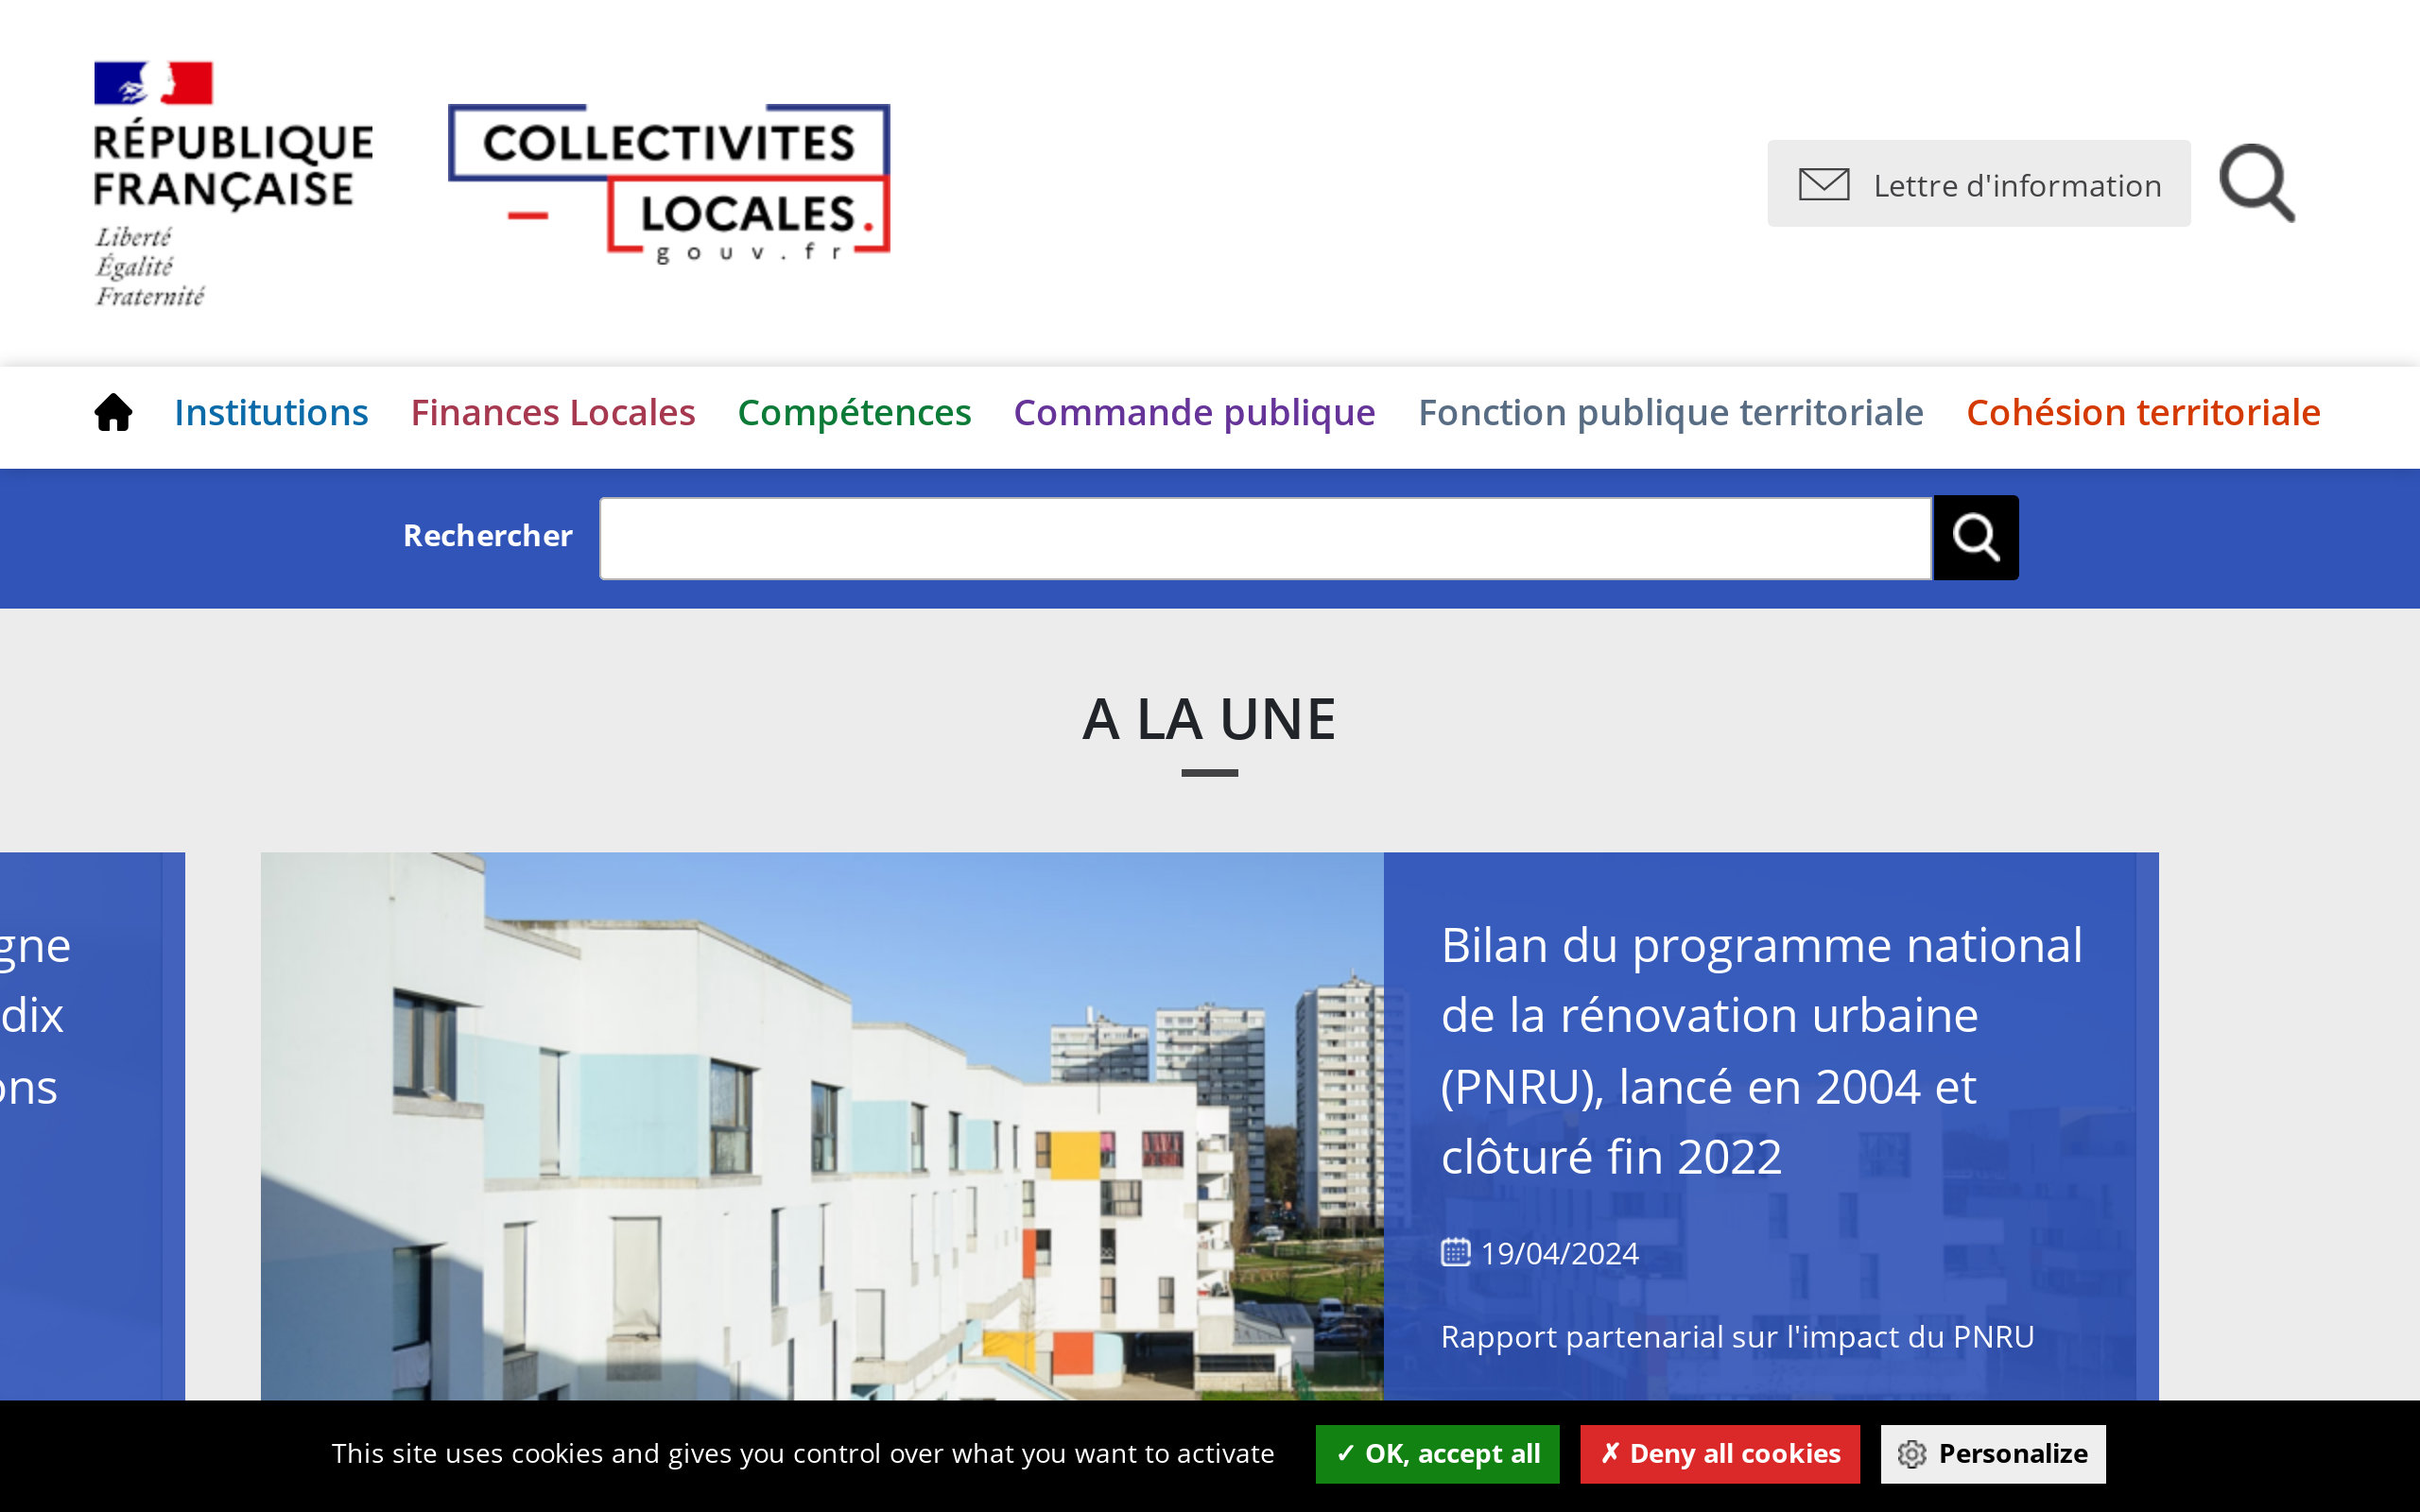 RÉPUBLIQUE
FRANÇAISE
Liberté
Égalité
Fraternité
COLLECTIVITES
LOCALES.
gouv.fr
Lettre d'information
Institutions Finances Locales Compétences Commande publique Fonction publique territoriale Cohésion territoriale
Rechercher
A LA UNE
dix
Bilan du programme national
de la rénovation urbaine
(PNRU), lancé en 2004 et
clôturé fin 2022
19/04/2024
Rapport partenarial sur l'impact du PNRU
This site uses cookies and gives you control over what you want to activate
✓ OK, accept all
✗ Deny all cookies
Personalize